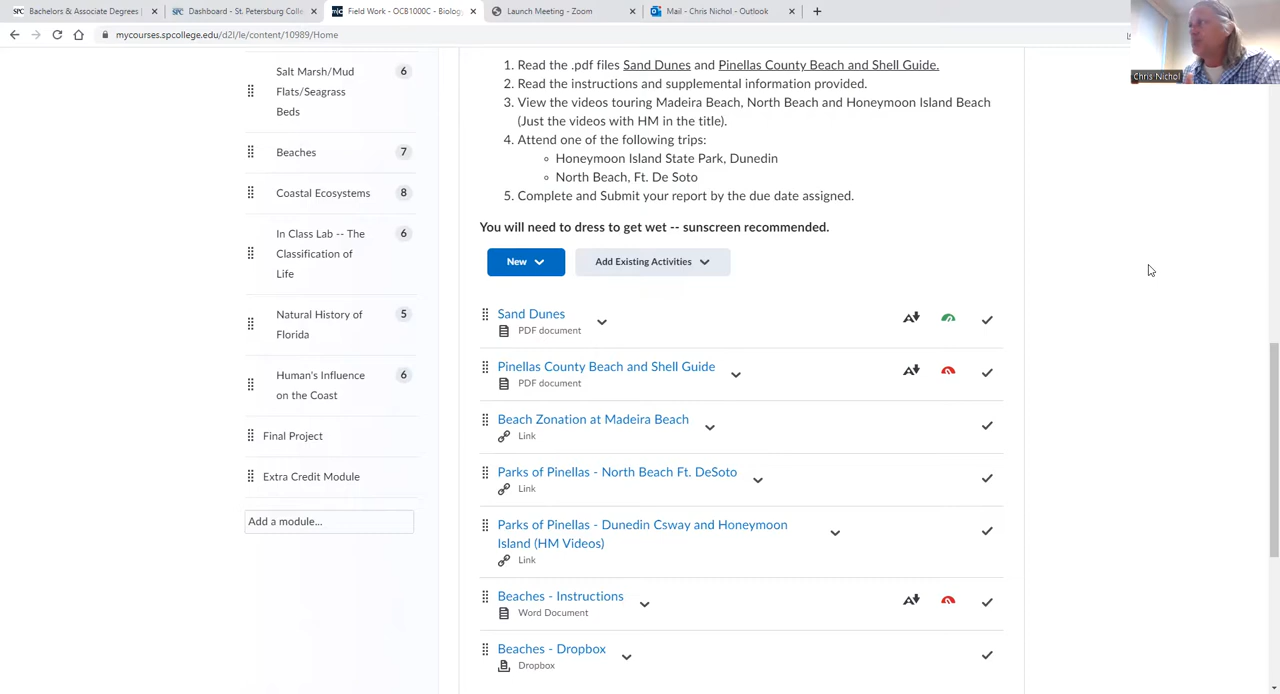 Bachelors & Associate Degrees
Dashboard - St. Petersburg Colle
Field Work - OCB1000C - Biolog
Launch Meeting - Zoom
Mail - Chris Nichol - Outlook
mycourses.spcollege.edu/d2l/le/content/10989/Home
Chris Nichol
Salt Marsh/Mud
Flats/Seagrass
Beds
6
Beaches 7
Coastal Ecosystems 8
In Class Lab -- The
Classification of
Life
6
Natural History of
Florida
5
Human's Influence
on the Coast
6
Final Project
Extra Credit Module
Add a module...
1. Read the .pdf files Sand Dunes and Pinellas County Beach and Shell Guide.
2. Read the instructions and supplemental information provided.
3. View the videos touring Madeira Beach, North Beach and Honeymoon Island Beach
(Just the videos with HM in the title).
4. Attend one of the following trips:
Honeymoon Island State Park, Dunedin
North Beach, Ft. De Soto
5. Complete and Submit your report by the due date assigned.
You will need to dress to get wet -- sunscreen recommended.
New
Add Existing Activities
Sand Dunes
PDF document
Pinellas County Beach and Shell Guide
PDF document
Beach Zonation at Madeira Beach
Link
Parks of Pinellas - North Beach Ft. DeSoto
Link
Parks of Pinellas - Dunedin Csway and Honeymoon
Island (HM Videos)
Link
Beaches - Instructions
Word Document
Beaches - Dropbox
Dropbox